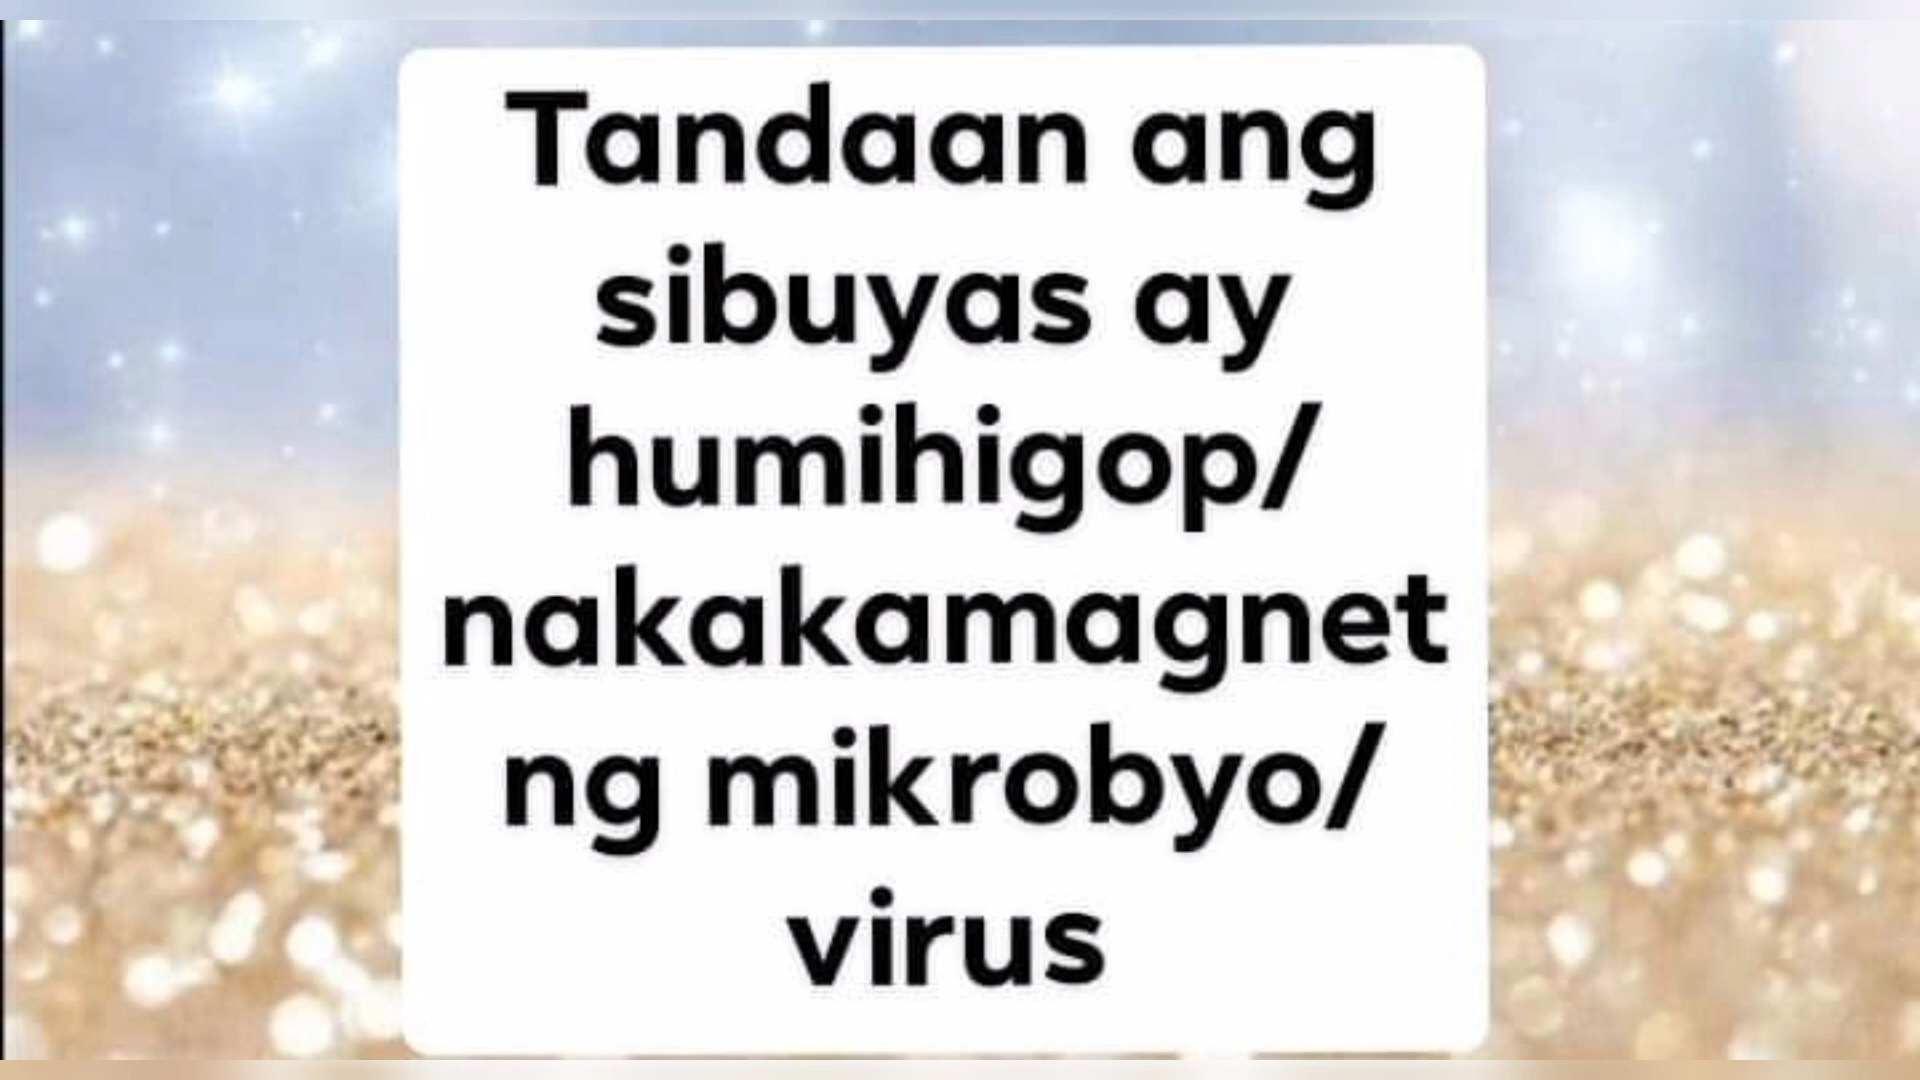 Tandaan ang
sibuyas ay
humihigop/
nakakamagnet
ng mikrobyo/
virus